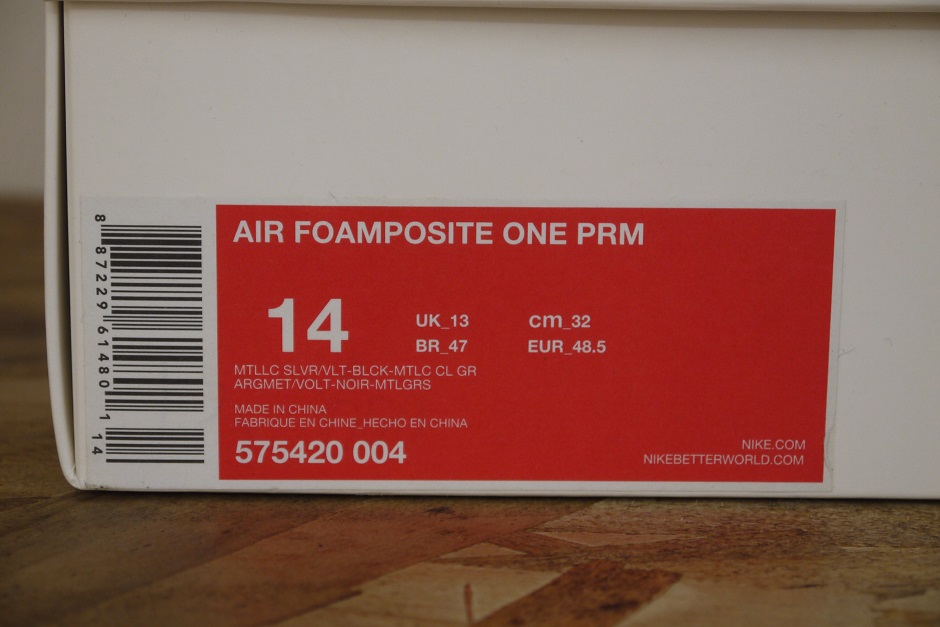 8 87229 61480 1 14
AIR FOAMPOSITE ONE PRM
14
UK_13 cm_32
BR_47 EUR_48.5
MTLLC SLVR/VLT-BLCK-MTLC CL GR
ARGMET/VOLT-NOIR-MTLGRS
MADE IN CHINA
FABRIQUE EN CHINE_HECHO EN CHINA
575420 004
NIKE.COM
NIKEBETTERWORLD.COM